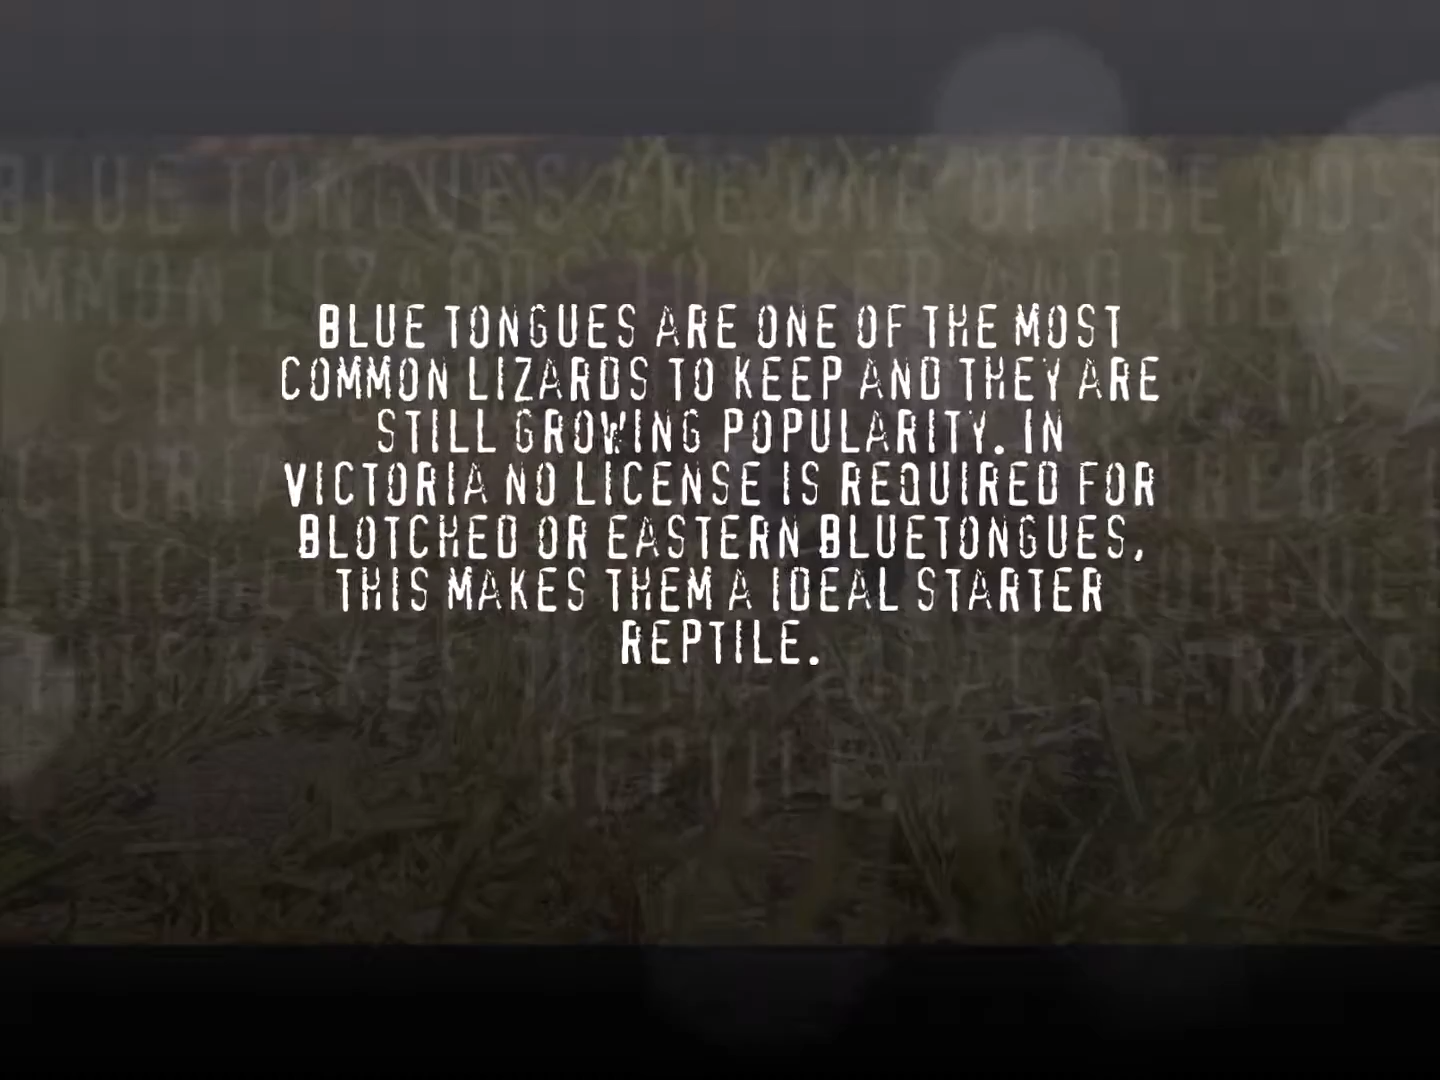 BLUE TONGUES ARE ONE OF THE MOST
COMMON LIZARDS TO KEEP AND THEY ARE
STILL GROWING POPULARITY. IN
VICTORIA NO LICENSE IS REQUIRED FOR
BLOTCHED OR EASTERN BLUETONGUES,
THIS MAKES THEM A IDEAL STARTER
REPTILE.